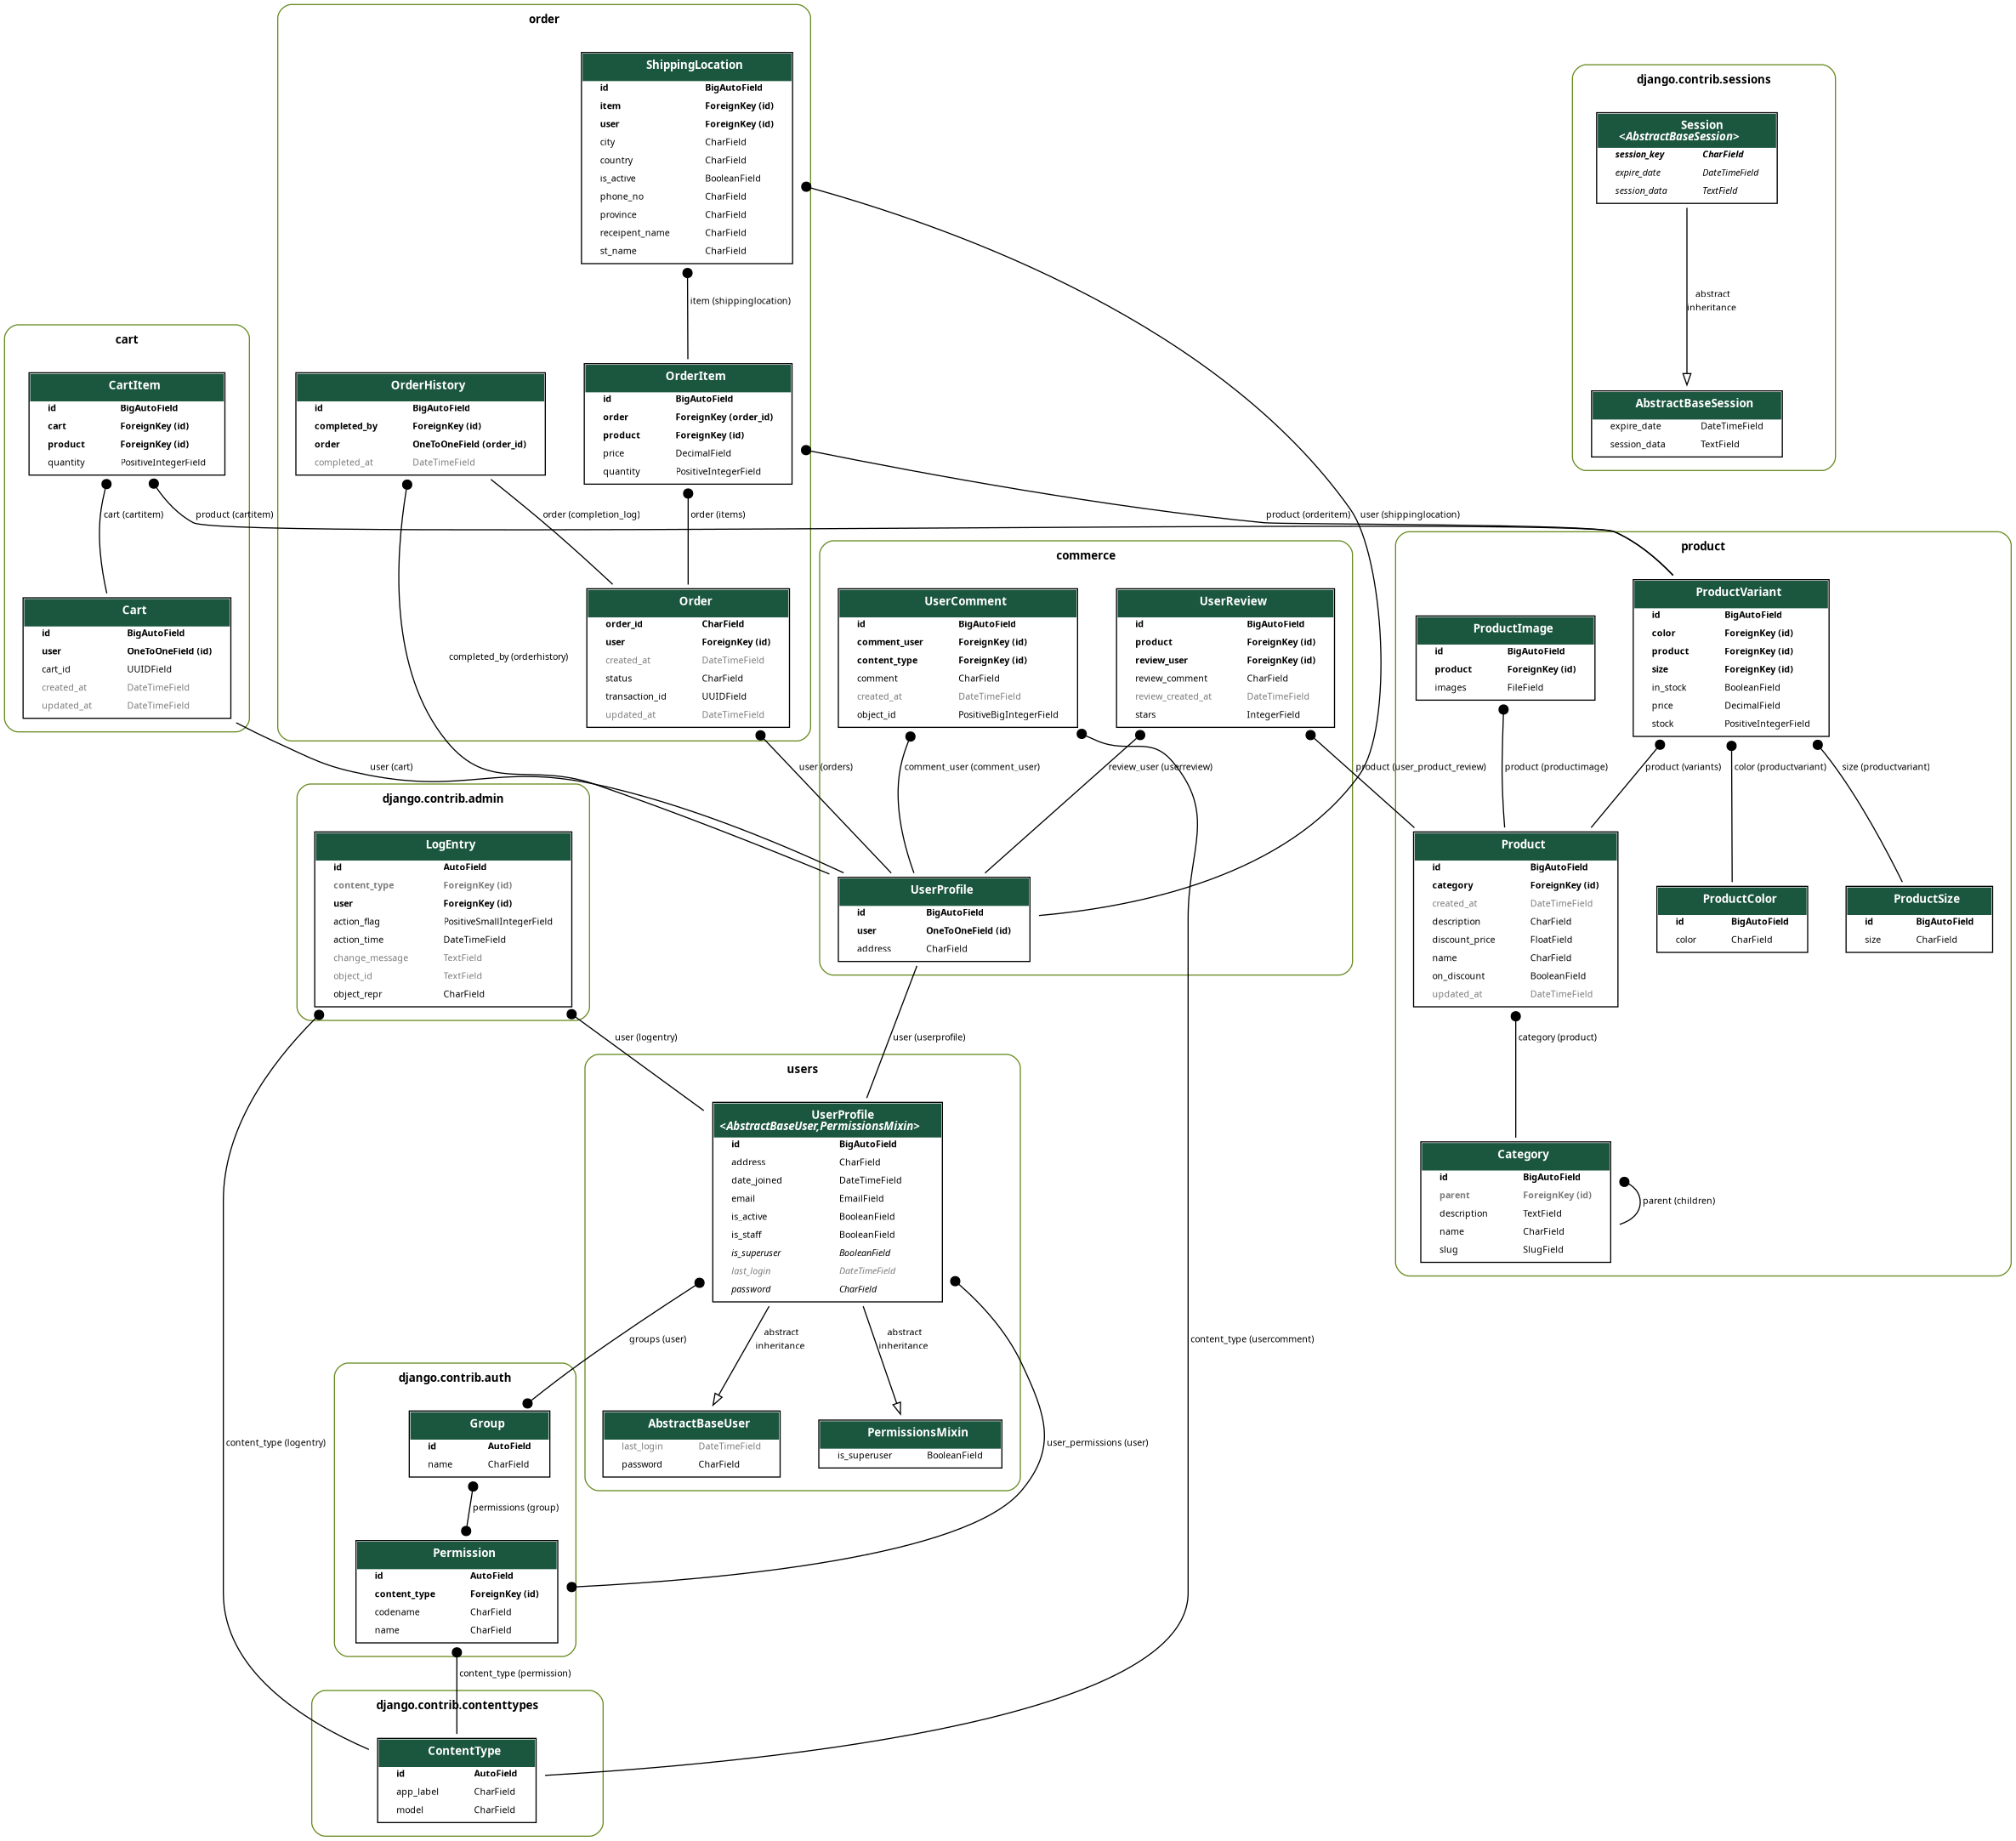 order
ShippingLocation
id BigAutoField
item ForeignKey (id)
user ForeignKey (id)
city CharField
country CharField
is_active BooleanField
phone_no CharField
province CharField
receipent_name CharField
st_name CharField
item (shippinglocation)
OrderHistory
id BigAutoField
completed_by ForeignKey (id)
order OneToOneField (order_id)
completed_at DateTimeField
OrderItem
id BigAutoField
order ForeignKey (order_id)
product ForeignKey (id)
price DecimalField
quantity PositiveIntegerField
order (completion_log)
order (items)
Order
order_id CharField
user ForeignKey (id)
created_at DateTimeField
status CharField
transaction_id UUIDField
updated_at DateTimeField
completed_by (orderhistory)
user (orders)
django.contrib.sessions
Session
<AbstractBaseSession>
session_key CharField
expire_date DateTimeField
session_data TextField
abstract
inheritance
AbstractBaseSession
expire_date DateTimeField
session_data TextField
cart
CartItem
id BigAutoField
cart ForeignKey (id)
product ForeignKey (id)
quantity PositiveIntegerField
cart (cartitem)
product (cartitem)
Cart
id BigAutoField
user OneToOneField (id)
cart_id UUIDField
created_at DateTimeField
updated_at DateTimeField
user (cart)
product (orderitem)
user (shippinglocation)
commerce
UserComment
id BigAutoField
comment_user ForeignKey (id)
content_type ForeignKey (id)
comment CharField
created_at DateTimeField
object_id PositiveBigIntegerField
UserReview
id BigAutoField
product ForeignKey (id)
review_user ForeignKey (id)
review_comment CharField
review_created_at DateTimeField
stars IntegerField
comment_user (comment_user)
review_user (userreview)
product (user_product_review)
UserProfile
id BigAutoField
user OneToOneField (id)
address CharField
product
ProductImage
id BigAutoField
product ForeignKey (id)
images FileField
ProductVariant
id BigAutoField
color ForeignKey (id)
product ForeignKey (id)
size ForeignKey (id)
in_stock BooleanField
price DecimalField
stock PositiveIntegerField
product (productimage)
product (variants)
color (productvariant)
size (productvariant)
Product
id BigAutoField
category ForeignKey (id)
created_at DateTimeField
description CharField
discount_price FloatField
name CharField
on_discount BooleanField
updated_at DateTimeField
ProductColor
id BigAutoField
color CharField
ProductSize
id BigAutoField
size CharField
category (product)
Category
id BigAutoField
parent ForeignKey (id)
description TextField
name CharField
slug SlugField
parent (children)
django.contrib.admin
LogEntry
id AutoField
content_type ForeignKey (id)
user ForeignKey (id)
action_flag PositiveSmallIntegerField
action_time DateTimeField
change_message TextField
object_id TextField
object_repr CharField
user (logentry)
user (userprofile)
users
UserProfile
<AbstractBaseUser,PermissionsMixin>
id BigAutoField
address CharField
date_joined DateTimeField
email EmailField
is_active BooleanField
is_staff BooleanField
is_superuser BooleanField
last_login DateTimeField
password CharField
groups (user)
abstract
inheritance
abstract
inheritance
content_type (usercomment)
AbstractBaseUser
last_login DateTimeField
password CharField
PermissionsMixin
is_superuser BooleanField
user_permissions (user)
content_type (logentry)
django.contrib.auth
Group
id AutoField
name CharField
permissions (group)
Permission
id AutoField
content_type ForeignKey (id)
codename CharField
name CharField
content_type (permission)
django.contrib.contenttypes
ContentType
id AutoField
app_label CharField
model CharField